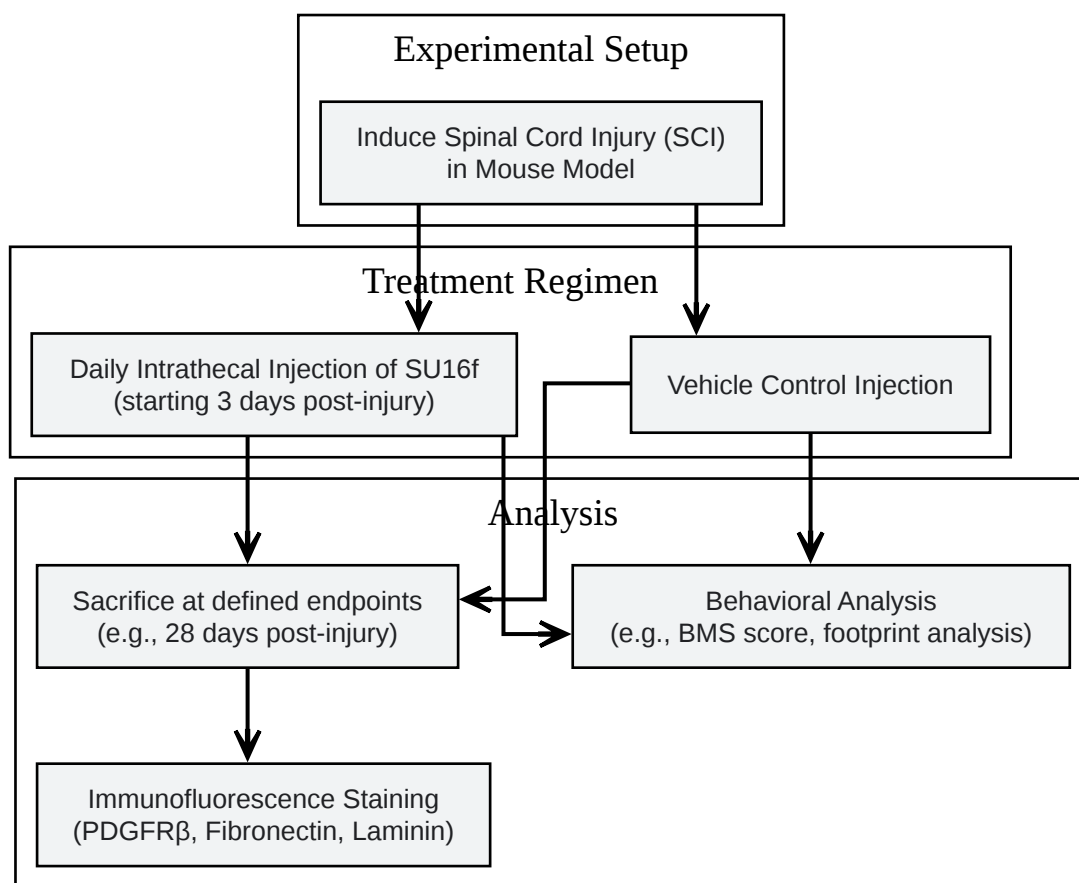 Experimental Setup
Induce Spinal Cord Injury (SCI)
in Mouse Model
Treatment Regimen
Daily Intrathecal Injection of SU16f
(starting 3 days post-injury)
Vehicle Control Injection
Analysis
Sacrifice at defined endpoints
(e.g., 28 days post-injury)
Behavioral Analysis
(e.g., BMS score, footprint analysis)
Immunofluorescence Staining
(PDGFRβ, Fibronectin, Laminin)